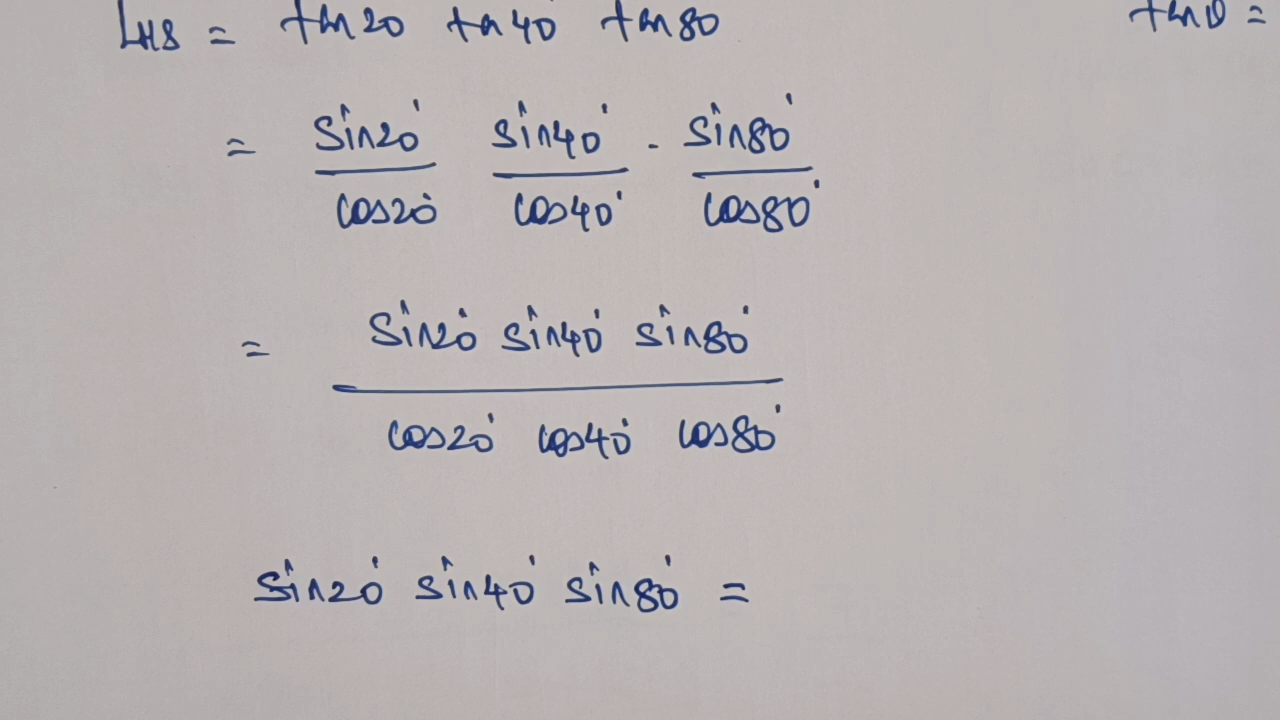 LHS = tan20 tan40 tan80
tanθ =
= sin20° sin40° . sin80°
cos20° cos40° cos80°
= sin20° sin40° sin80°
cos20° cos40° cos80°
sin20° sin40° sin80° =